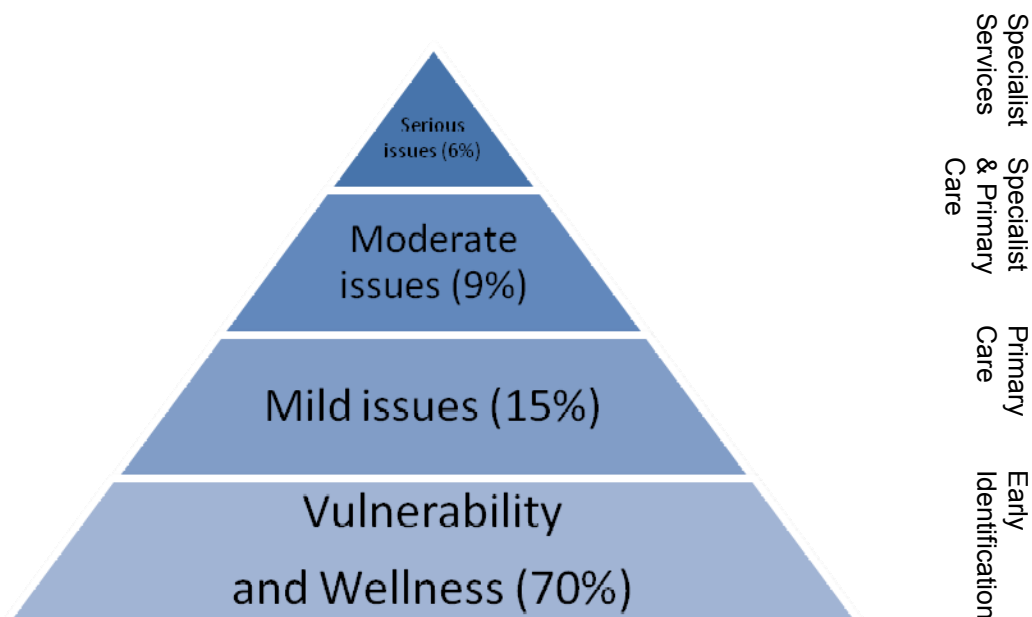 Serious
issues (6%)
Moderate
issues (9%)
Mild issues (15%)
Vulnerability
and Wellness (70%)
Specialist
Services
Specialist
& Primary
Care
Primary
Care
Early
Identification